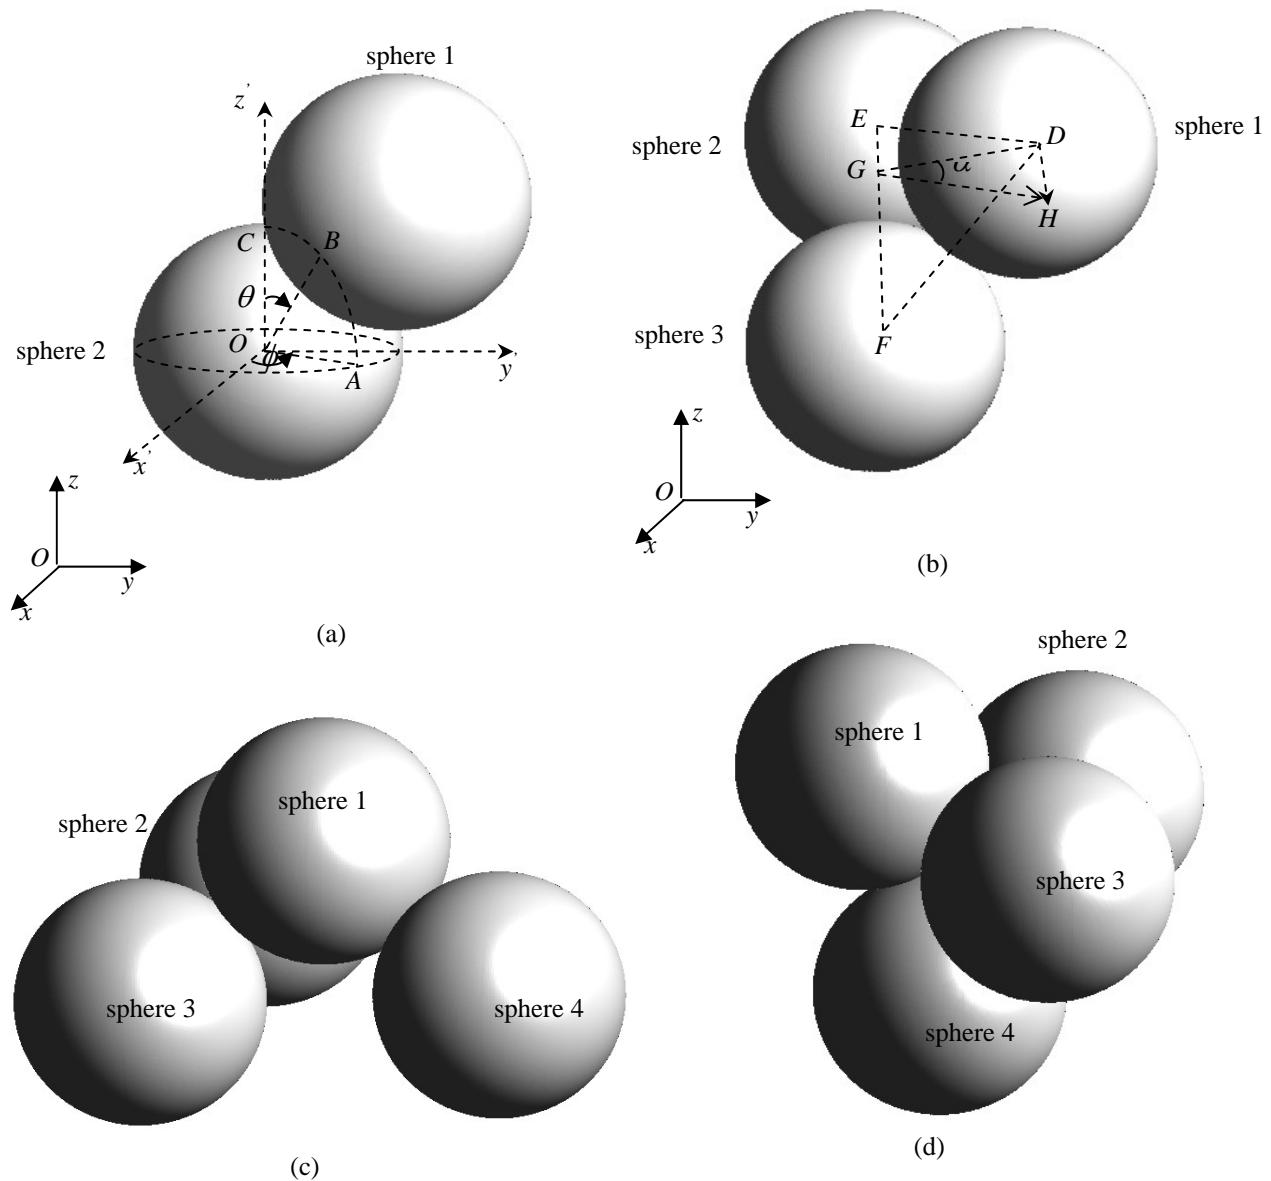 sphere 1
z'
C
B
θ
sphere 2
O
ϕ
A
y
x'
z
O
y
x
(a)
sphere 1
sphere 2
E
D
G
α
H
sphere 3
F
z
O
y
x
(b)
sphere 1
sphere 2
sphere 3
sphere 4
(c)
sphere 2
sphere 1
sphere 3
sphere 4
(d)